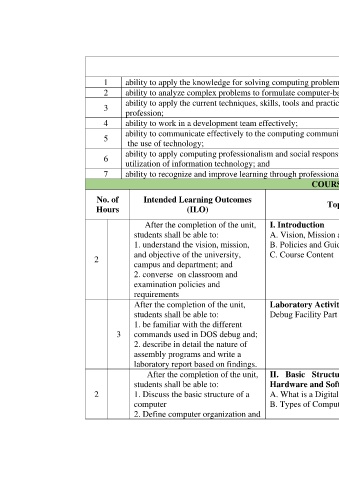 1 ability to apply the knowledge for solving computing problem
2 ability to analyze complex problems to formulate computer-ba
3 ability to apply the current techniques, skills, tools and practic
profession;
4 ability to work in a development team effectively;
5 ability to communicate effectively to the computing communi
the use of technology;
6 ability to apply computing professionalism and social respons
utilization of information technology; and
7 ability to recognize and improve learning through professiona
COURS
No. of Hours
Intended Learning Outcomes
(ILO)
Top
2
After the completion of the unit,
students shall be able to:
1. understand the vision, mission,
and objective of the university,
campus and department; and
2. converse on classroom and
examination policies and
requirements
I. Introduction
A. Vision, Mission a
B. Policies and Guid
C. Course Content
3
After the completion of the unit,
students shall be able to:
1. be familiar with the different
commands used in DOS debug and;
2. describe in detail the nature of
assembly programs and write a
laboratory report based on findings.
Laboratory Activit
Debug Facility Part
2
After the completion of the unit,
students shall be able to:
1. Discuss the basic structure of a
computer
2. Define computer organization and
II. Basic Structu
Hardware and Soft
A. What is a Digital
B. Types of Comput